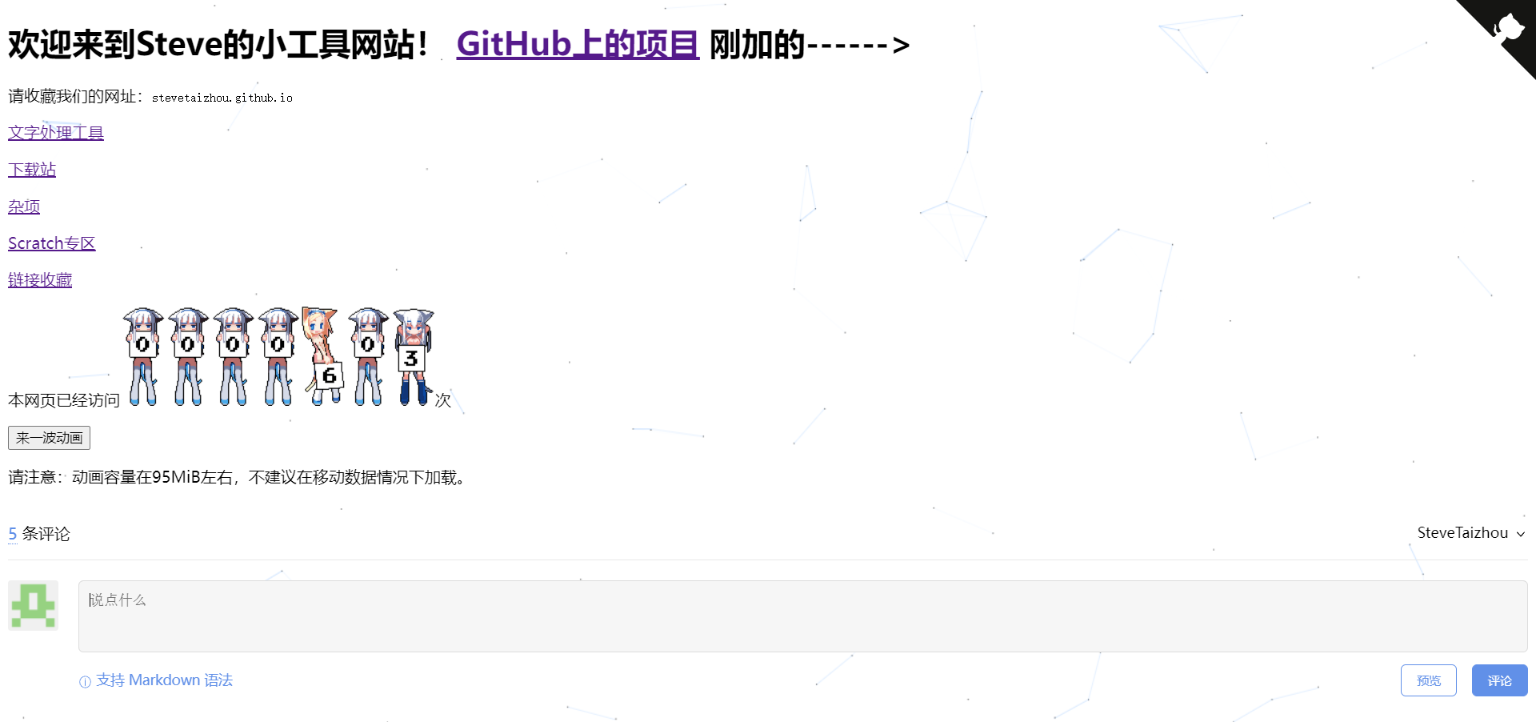 欢迎来到Steve的小工具网站！ GitHub上的项目 刚加的------>
请收藏我们的网址：stevetaizhou.github.io
文字处理工具
下载站
杂项
Scratch专区
链接收藏
本网页已经访问 0 0 0 0 6 0 3 次
来一波动画
请注意：动画容量在95MiB左右，不建议在移动数据情况下加载。
5 条评论 SteveTaizhou
说点什么
支持 Markdown 语法 预览 评论